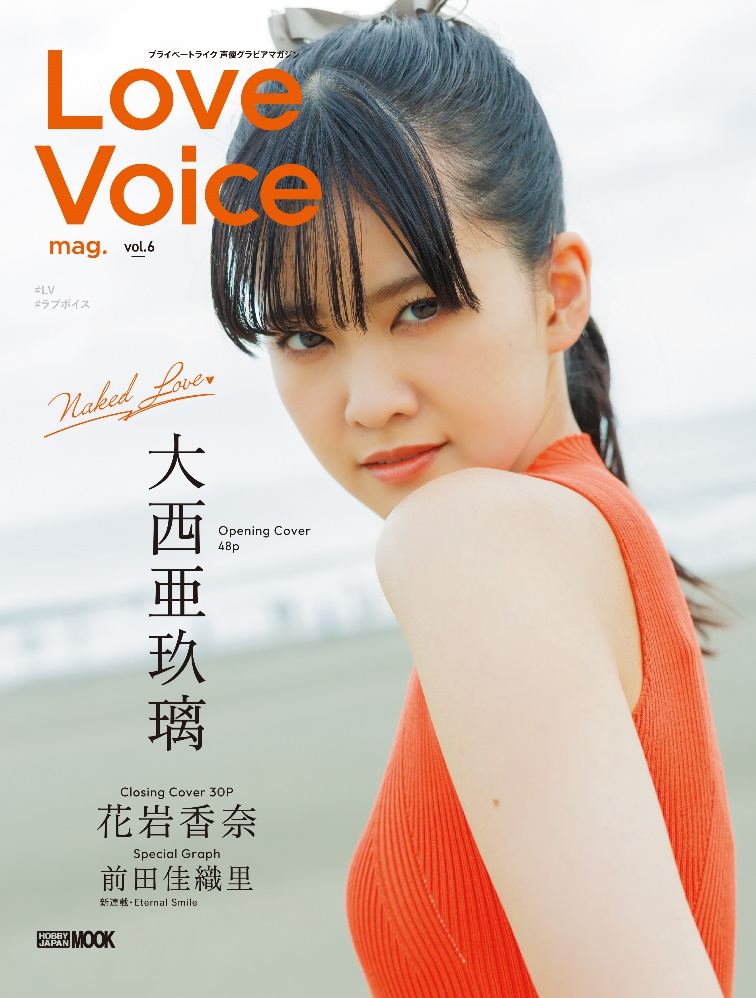 プライベートライク 声優グラビアマガジン
Love
Voice
mag. vol.6
#LV
#ラブボイス
Naked Love
大西亜玖璃
Opening Cover
48p
Closing Cover 30P
花岩香奈
Special Graph
前田佳織里
新連載・Eternal Smile
HOBBY
JAPAN MOOK